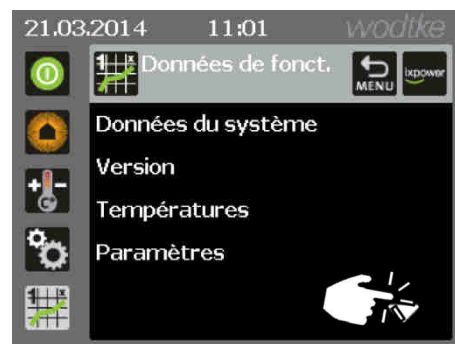 21.03.2014 11:01 wodtke
Données de fonct.
MENU
ixpower
Données du système
Version
Températures
Paramètres